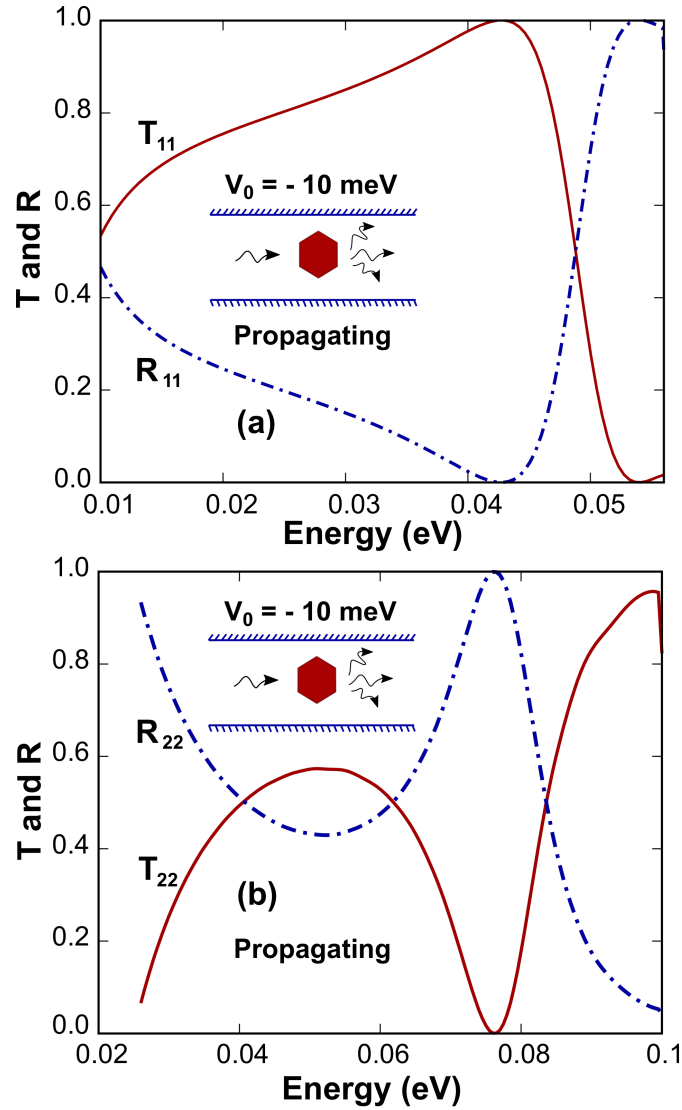 1.0
0.8
0.6
0.4
0.2
0.0
T and R
T11
V0 = - 10 meV
Propagating
R11
(a)
0.01 0.02 0.03 0.04 0.05
Energy (eV)
1.0
0.8
0.6
0.4
0.2
0.0
T and R
V0 = - 10 meV
R22
T22
(b)
Propagating
0.02 0.04 0.06 0.08 0.1
Energy (eV)